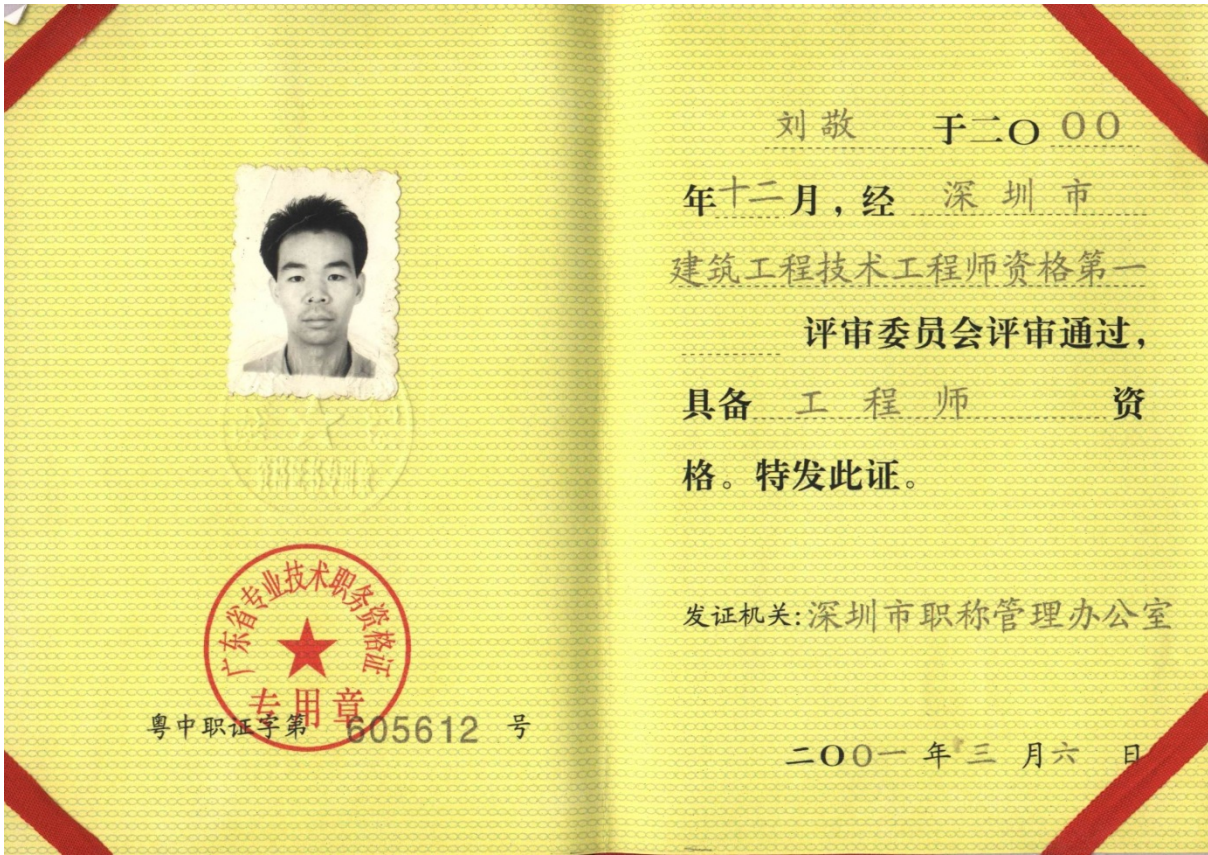 广东省专业技术职务资格证
专用章
粤中职证字第 605612 号
刘敬 于二〇〇〇
年十二月，经 深圳市
建筑工程技术工程师资格第一
评审委员会评审通过，
具备 工程师 资
格。特发此证。
发证机关：深圳市职称管理办公室
二〇〇一年三月六日